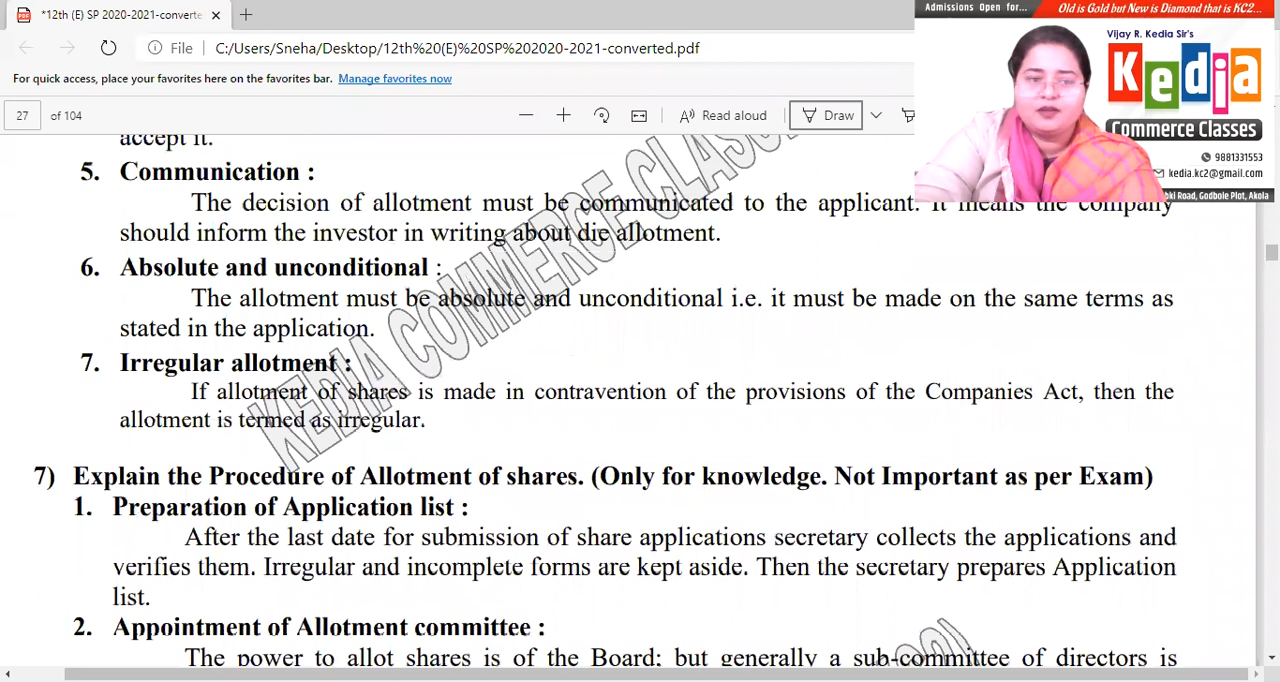 *12th (E) SP 2020-2021-converte
File
C:/Users/Sneha/Desktop/12th%20(E)%20SP%202020-2021-converted.pdf
For quick access, place your favorites here on the favorites bar. Manage favorites now
27 of 104
Read aloud
Draw
Admissions Open for...
Old is Gold but New is Diamond that is KC2...
Vijay R. Kedia Sir's
Kedia
Commerce Classes
9881331553
kedia.kc2@gmail.com
Road, Godbole Plot, Akola
accept it.
5. Communication :
The decision of allotment must be communicated to the applicant. It means the company
should inform the investor in writing about die allotment.
6. Absolute and unconditional :
The allotment must be absolute and unconditional i.e. it must be made on the same terms as
stated in the application.
7. Irregular allotment :
If allotment of shares is made in contravention of the provisions of the Companies Act, then the
allotment is termed as irregular.
7) Explain the Procedure of Allotment of shares. (Only for knowledge. Not Important as per Exam)
1. Preparation of Application list :
After the last date for submission of share applications secretary collects the applications and
verifies them. Irregular and incomplete forms are kept aside. Then the secretary prepares Application
list.
2. Appointment of Allotment committee :
The power to allot shares is of the Board; but generally a sub-committee of directors is
KEDIA COMMERCE